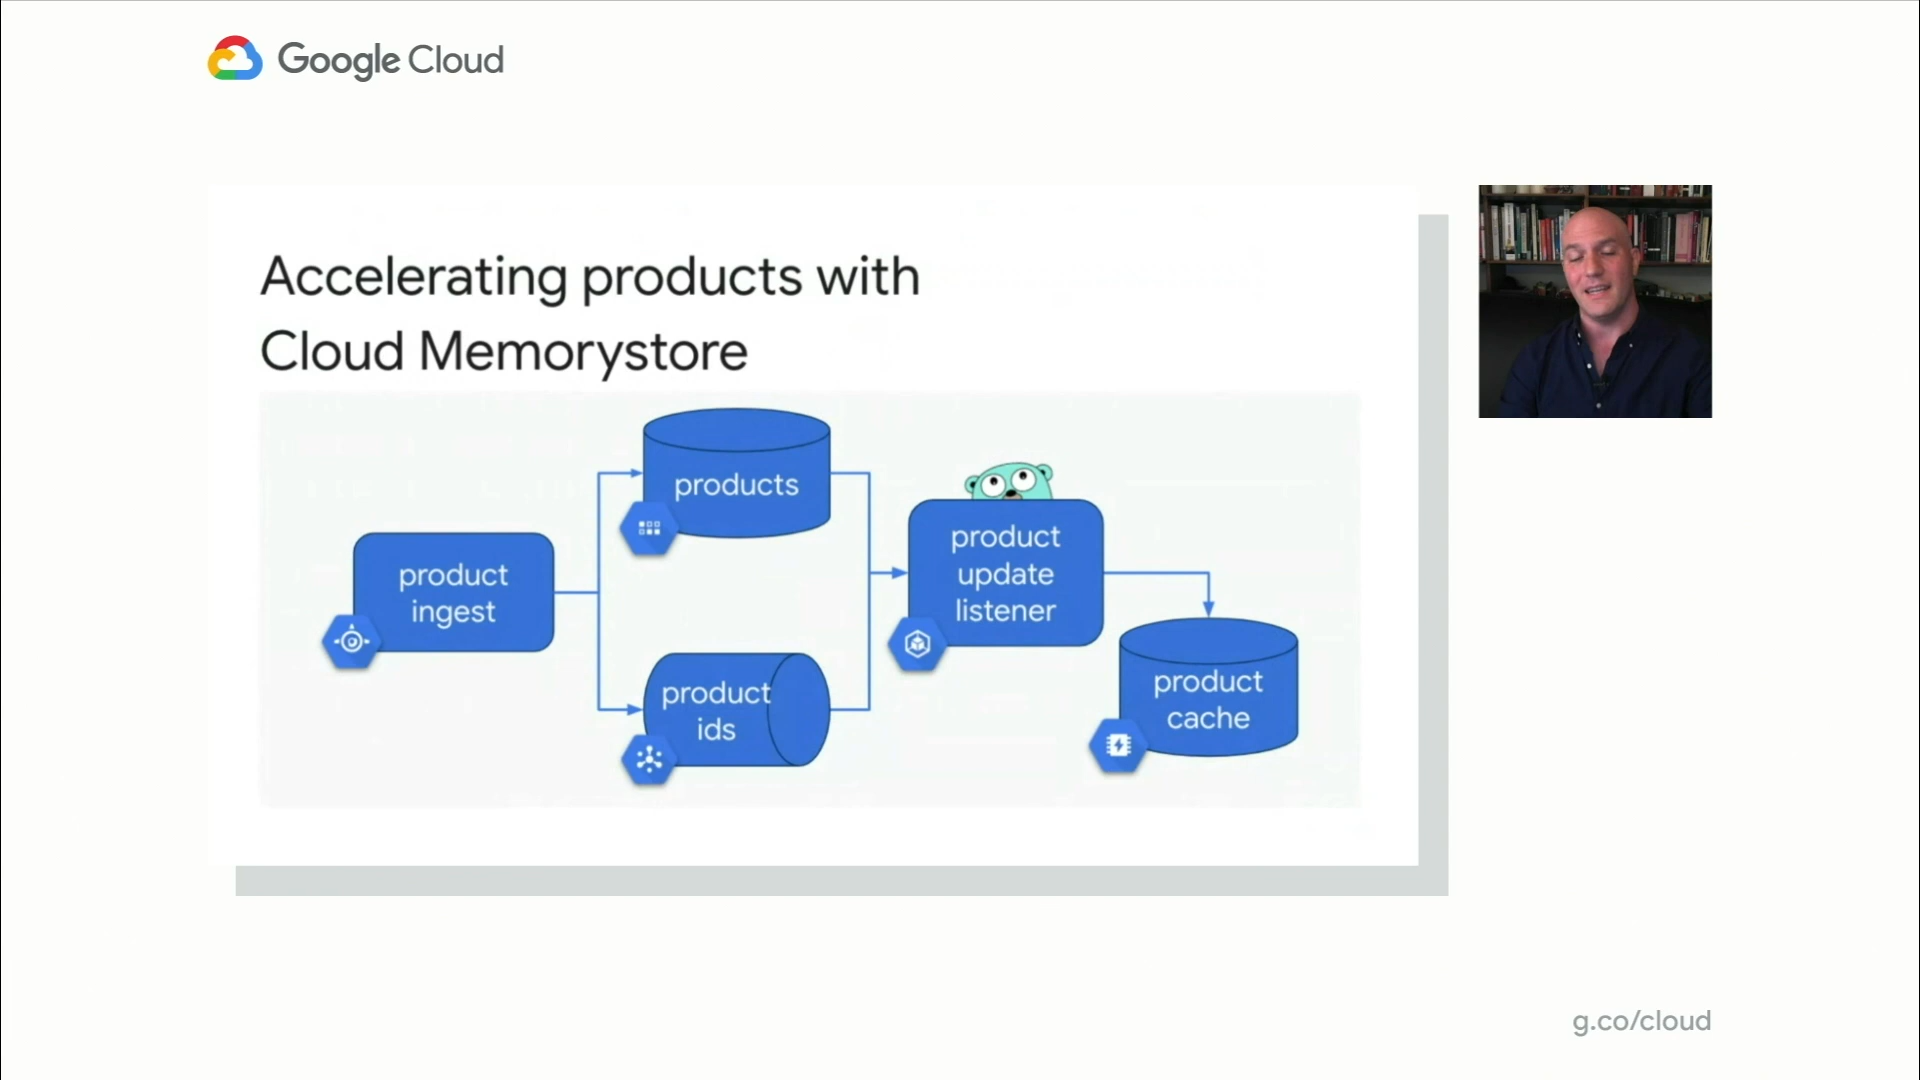 Google Cloud
Accelerating products with
Cloud Memorystore
products
product
ingest
product
update
listener
product
ids
product
cache
g.co/cloud